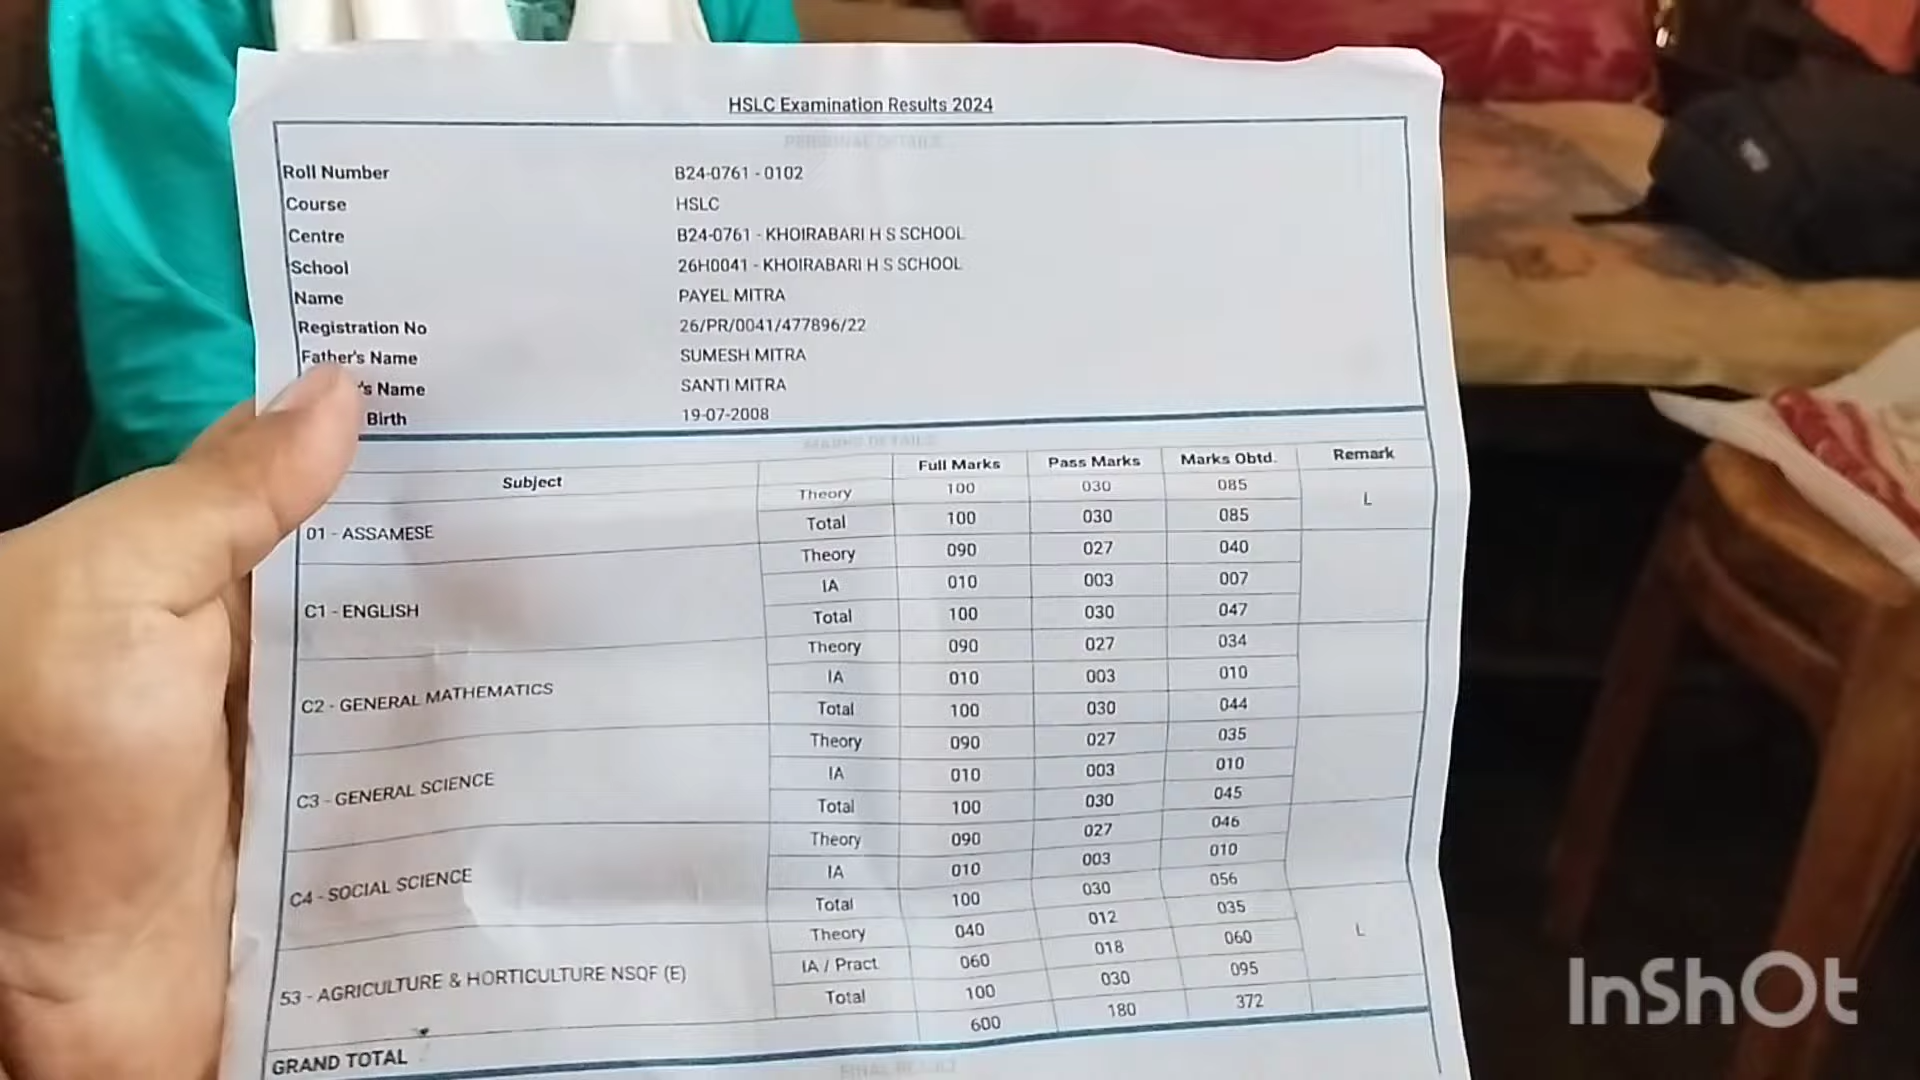 HSLC Examination Results 2024
PERSONAL DETAILS
Roll Number B24-0761 - 0102
Course HSLC
Centre B24-0761 - KHOIRABARI H S SCHOOL
School 26H0041 - KHOIRABARI H S SCHOOL
Name PAYEL MITRA
Registration No 26/PR/0041/477896/22
Father's Name SUMESH MITRA
's Name SANTI MITRA
Birth 19-07-2008
MARKS DETAILS
Subject Full Marks Pass Marks Marks Obtd. Remark
01 - ASSAMESE Theory 100 030 085 L
Total 100 030 085
C1 - ENGLISH Theory 090 027 040
IA 010 003 007
Total 100 030 047
C2 - GENERAL MATHEMATICS Theory 090 027 034
IA 010 003 010
Total 100 030 044
C3 - GENERAL SCIENCE Theory 090 027 035
IA 010 003 010
Total 100 030 045
C4 - SOCIAL SCIENCE Theory 090 027 046
IA 010 003 010
Total 100 030 056
53 - AGRICULTURE & HORTICULTURE NSQF (E) Theory 040 012 035 L
IA / Pract 060 018 060
Total 100 030 095
GRAND TOTAL 600 180 372
FINAL RESULT
InShOt